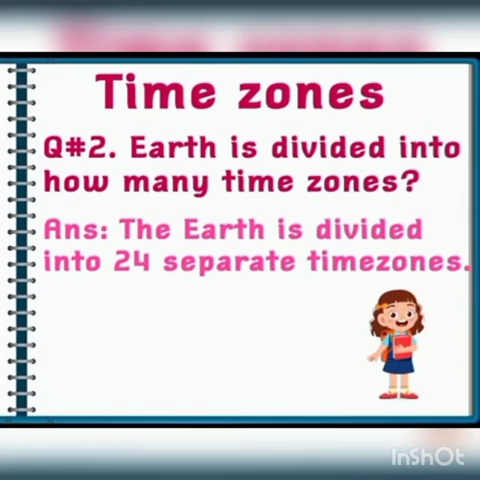 Time zones
Q#2. Earth is divided into
how many time zones?
Ans: The Earth is divided
into 24 separate timezones.
InShOt